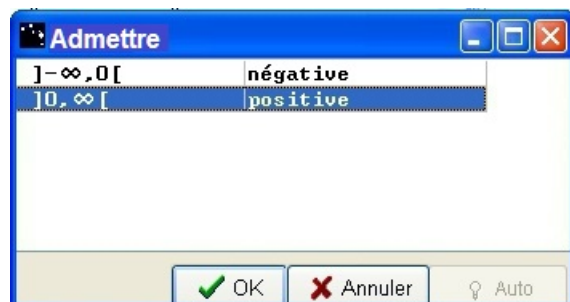 Admettre
]-∞,0[ négative
]0,∞[ positive
OK Annuler Auto